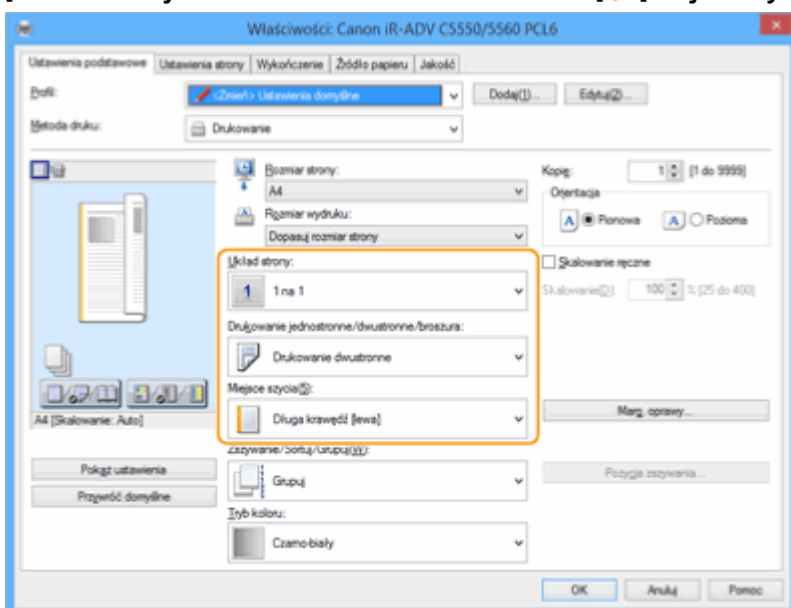 Właściwości: Canon iR-ADV C5550/5560 PCL6
Ustawienia podstawowe Ustawienia strony Wykończenie Źródło papieru Jakość
Profil: <Zmień> Ustawienia domyślne Dodaj(1)... Edytuj(2)...
Metoda druku: Drukowanie
Rozmiar strony: Kopie: 1 [1 do 9999]
A4 Orientacja
Rozmiar wydruku: A Pionowa A Pozioma
Dopasuj rozmiar strony
Układ strony: Skalowanie ręczne
1 1 na 1 Skalowanie(D): 100 % [25 do 400]
Drukowanie jednostronne/dwustronne/broszura:
Drukowanie dwustronne
Miejsce szycia(S):
A4 [Skalowanie: Auto] Długa krawędź [lewa] Marg. oprawy...
Zszywanie/Sortuj/Grupuj(W):
Pokaż ustawienia Grupuj Pozycja zszywania...
Przywróć domyślne
Tryb koloru:
Czarno-biały
OK Anuluj Pomoc